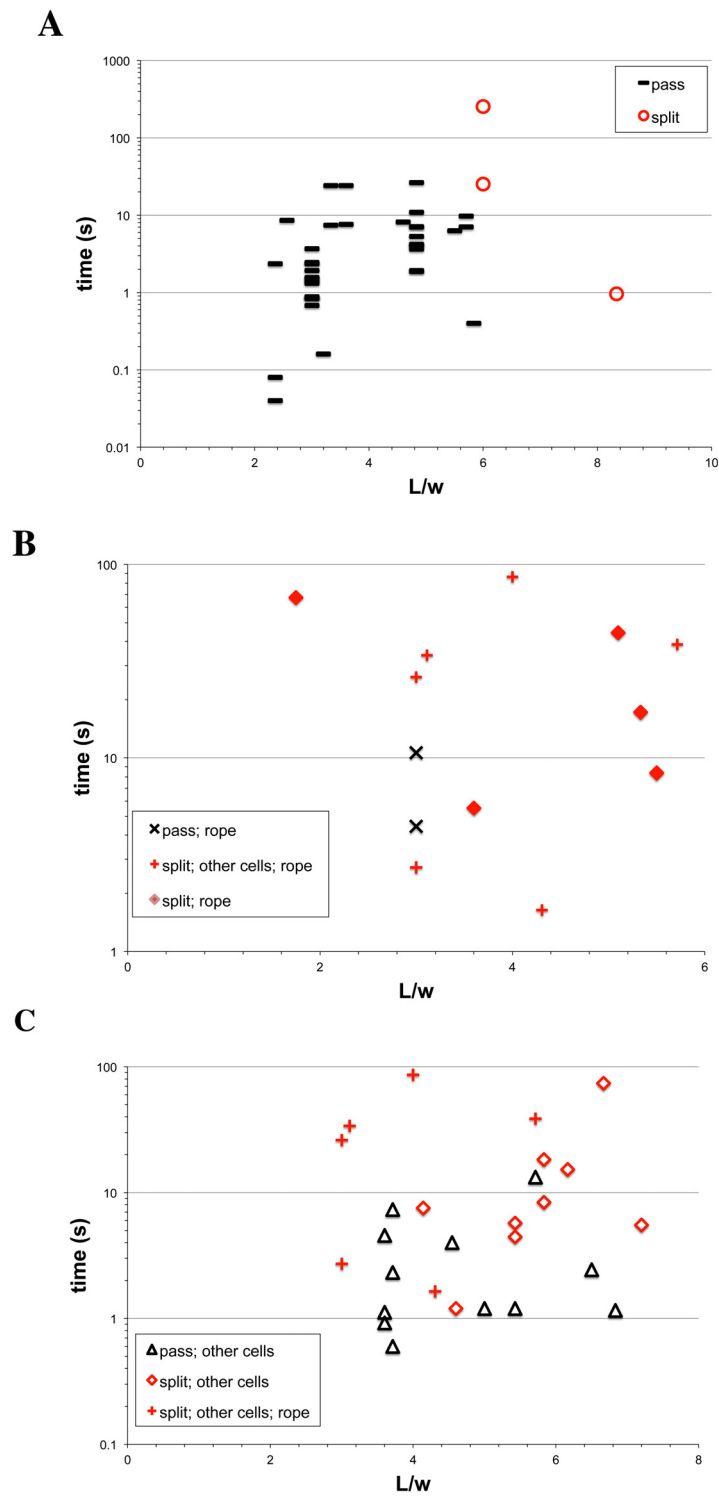 A
1000
100
10
1
0.1
0.01
time (s)
pass
split
0 2 4 6 8 10
L/w
B
100
10
1
time (s)
pass; rope
split; other cells; rope
split; rope
0 2 4 6
L/w
C
100
10
1
0.1
time (s)
pass; other cells
split; other cells
split; other cells; rope
0 2 4 6 8
L/w